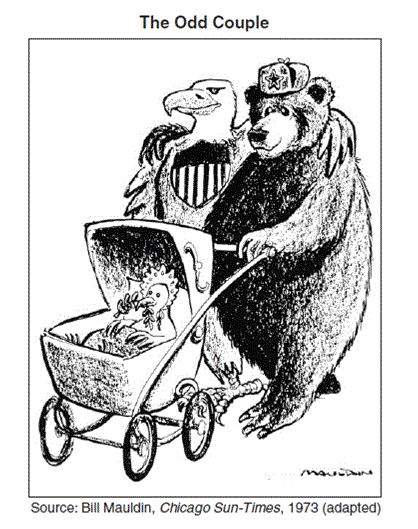 The Odd Couple
MAULDIN
Source: Bill Mauldin, Chicago Sun-Times, 1973 (adapted)